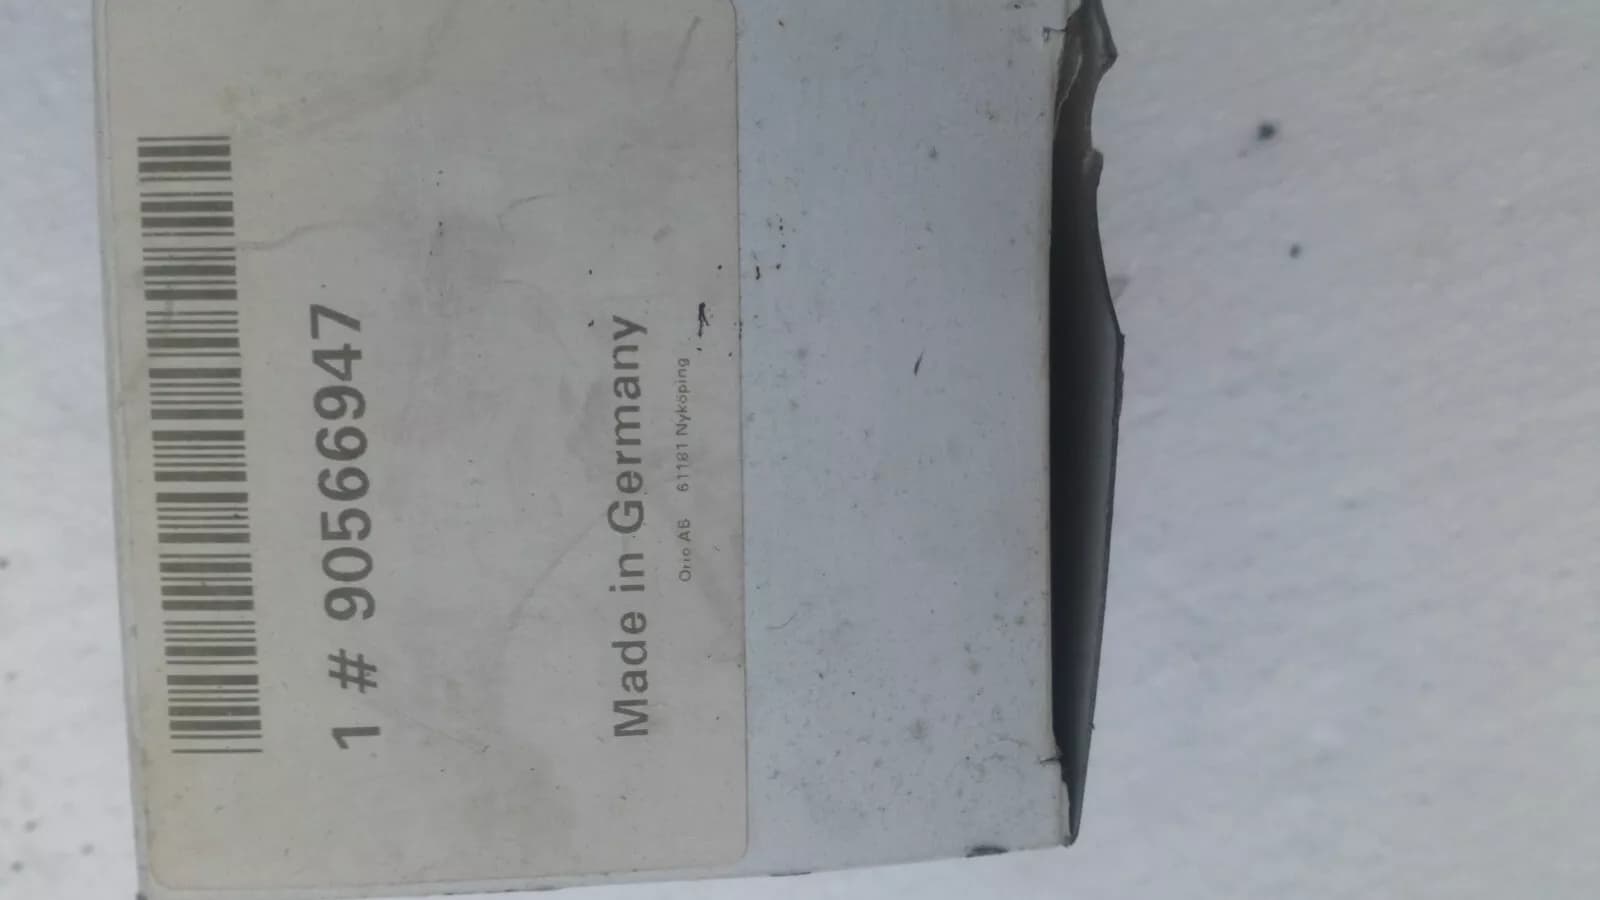 1 # 90566947
Made in Germany
Orio AB 61181 Nyköping